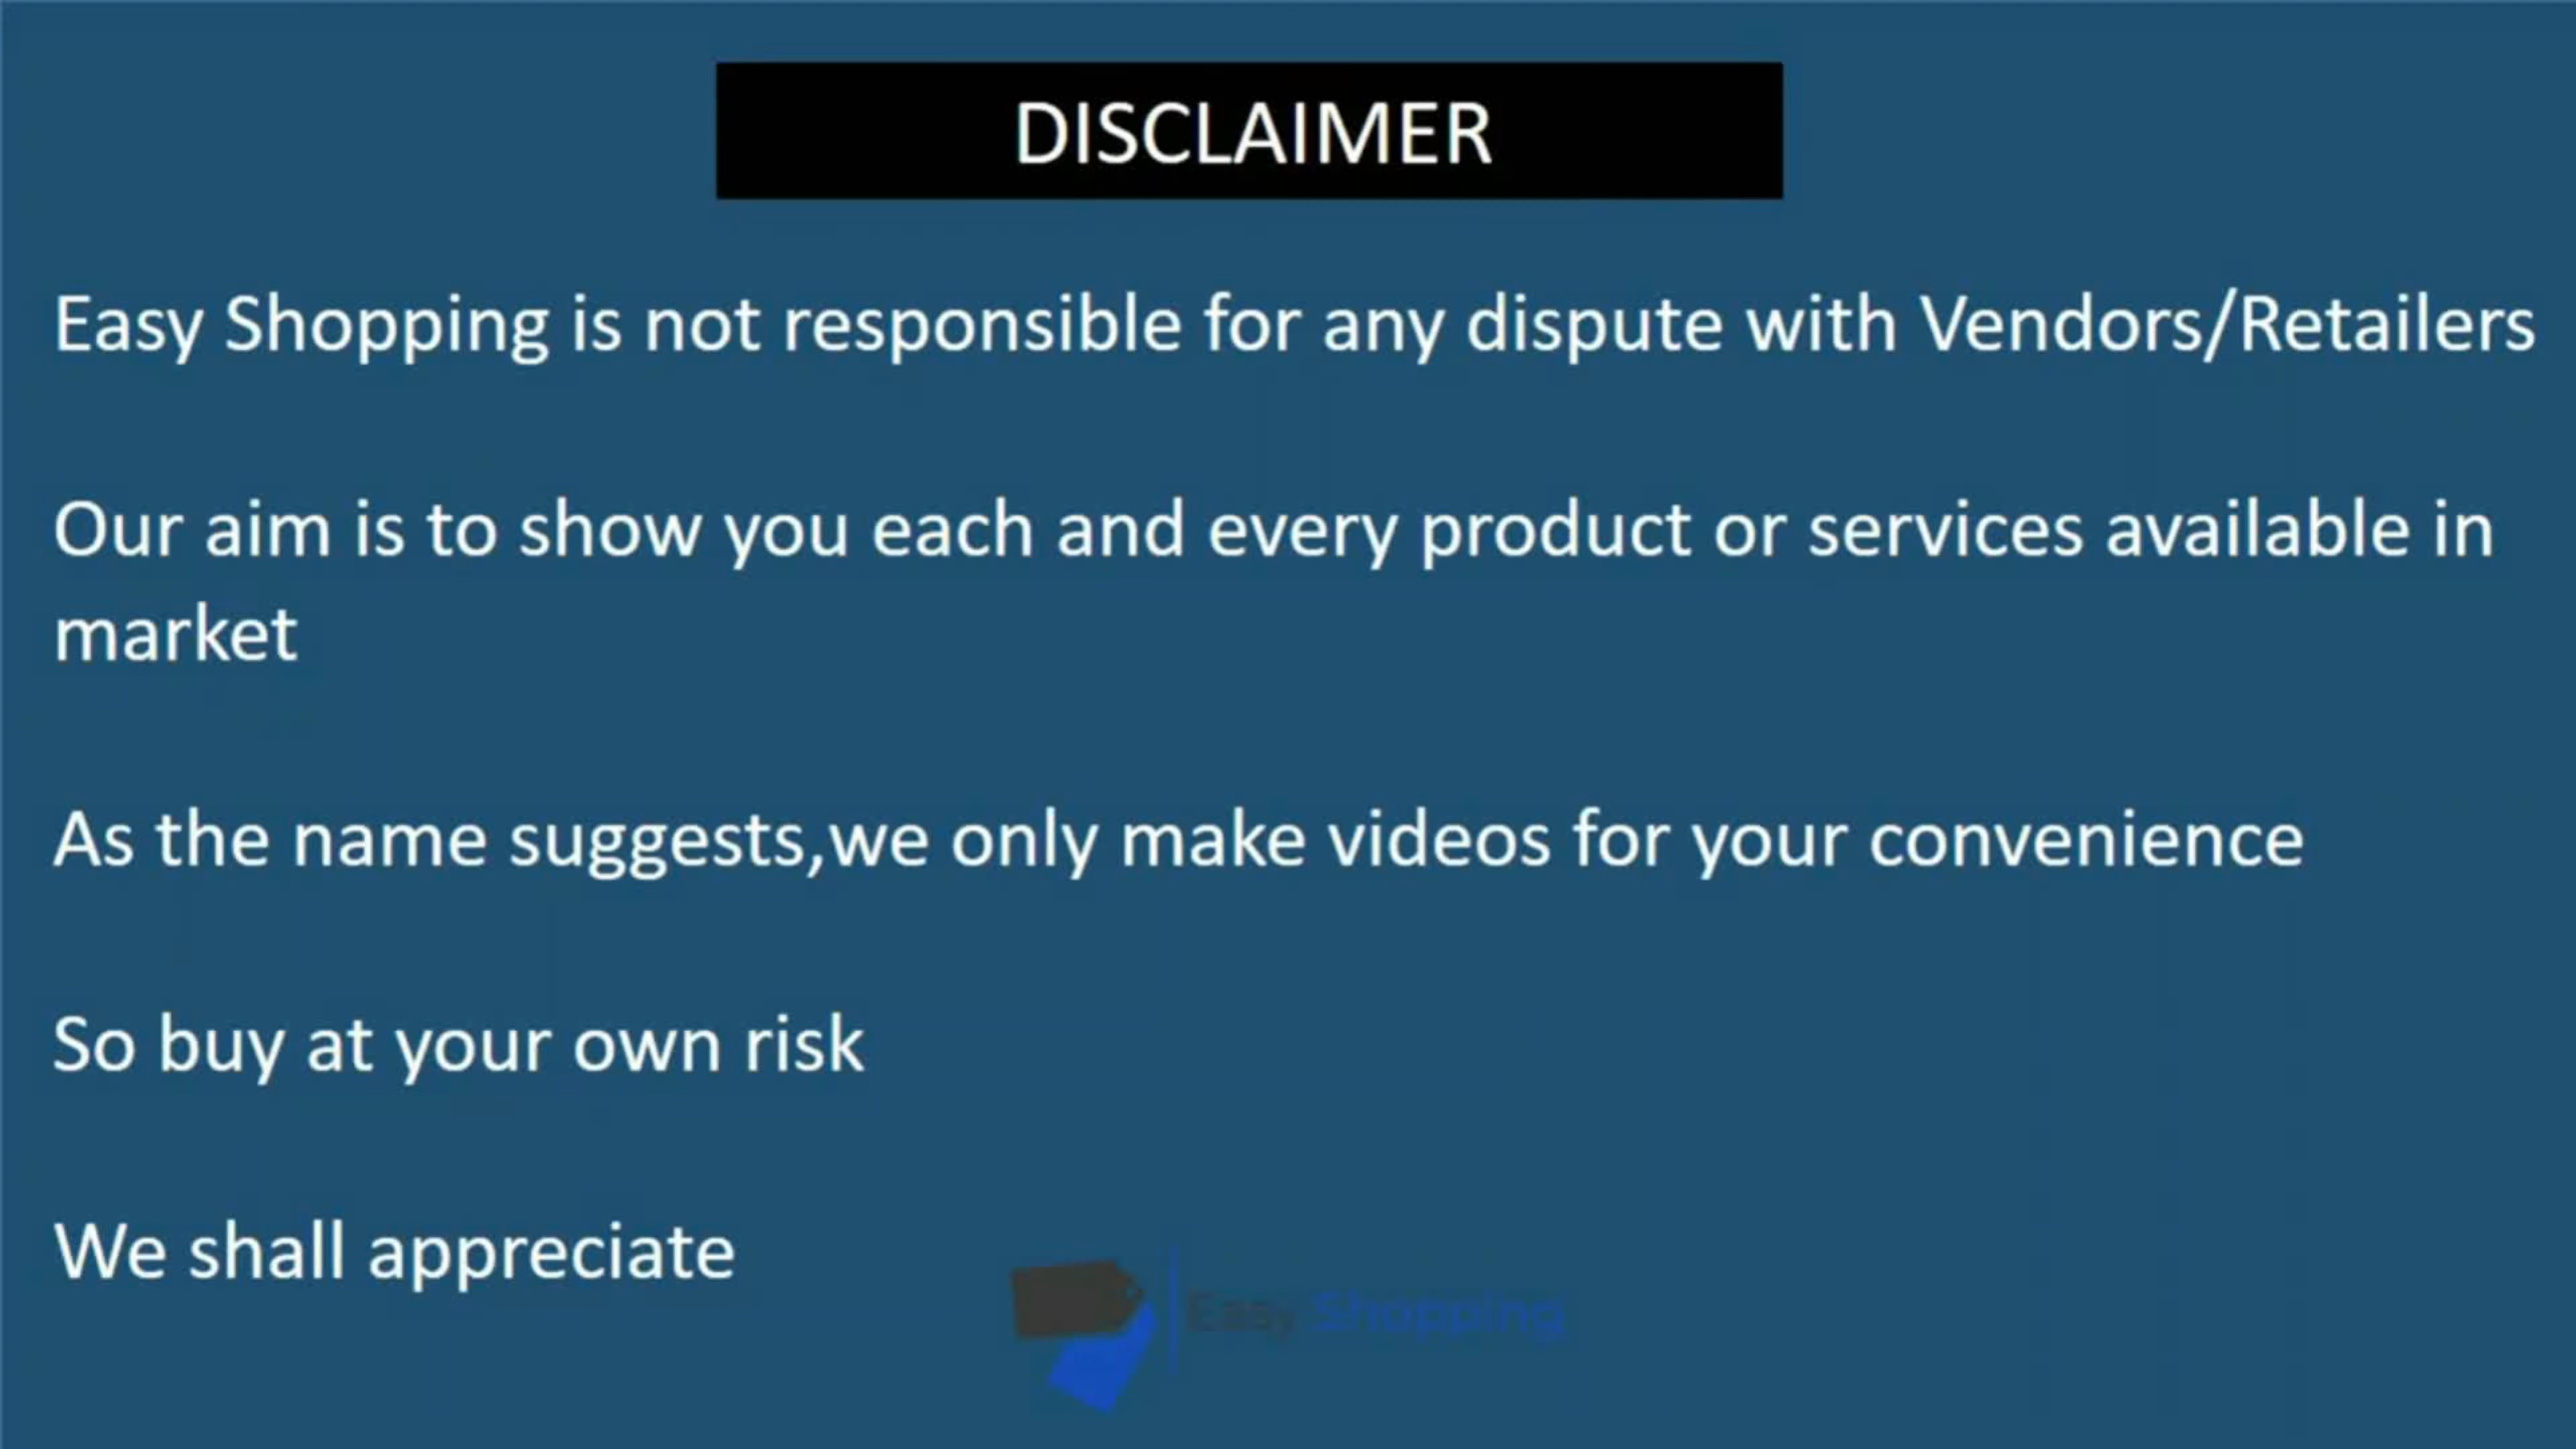 DISCLAIMER
Easy Shopping is not responsible for any dispute with Vendors/Retailers
Our aim is to show you each and every product or services available in
market
As the name suggests,we only make videos for your convenience
So buy at your own risk
We shall appreciate
Easy Shopping